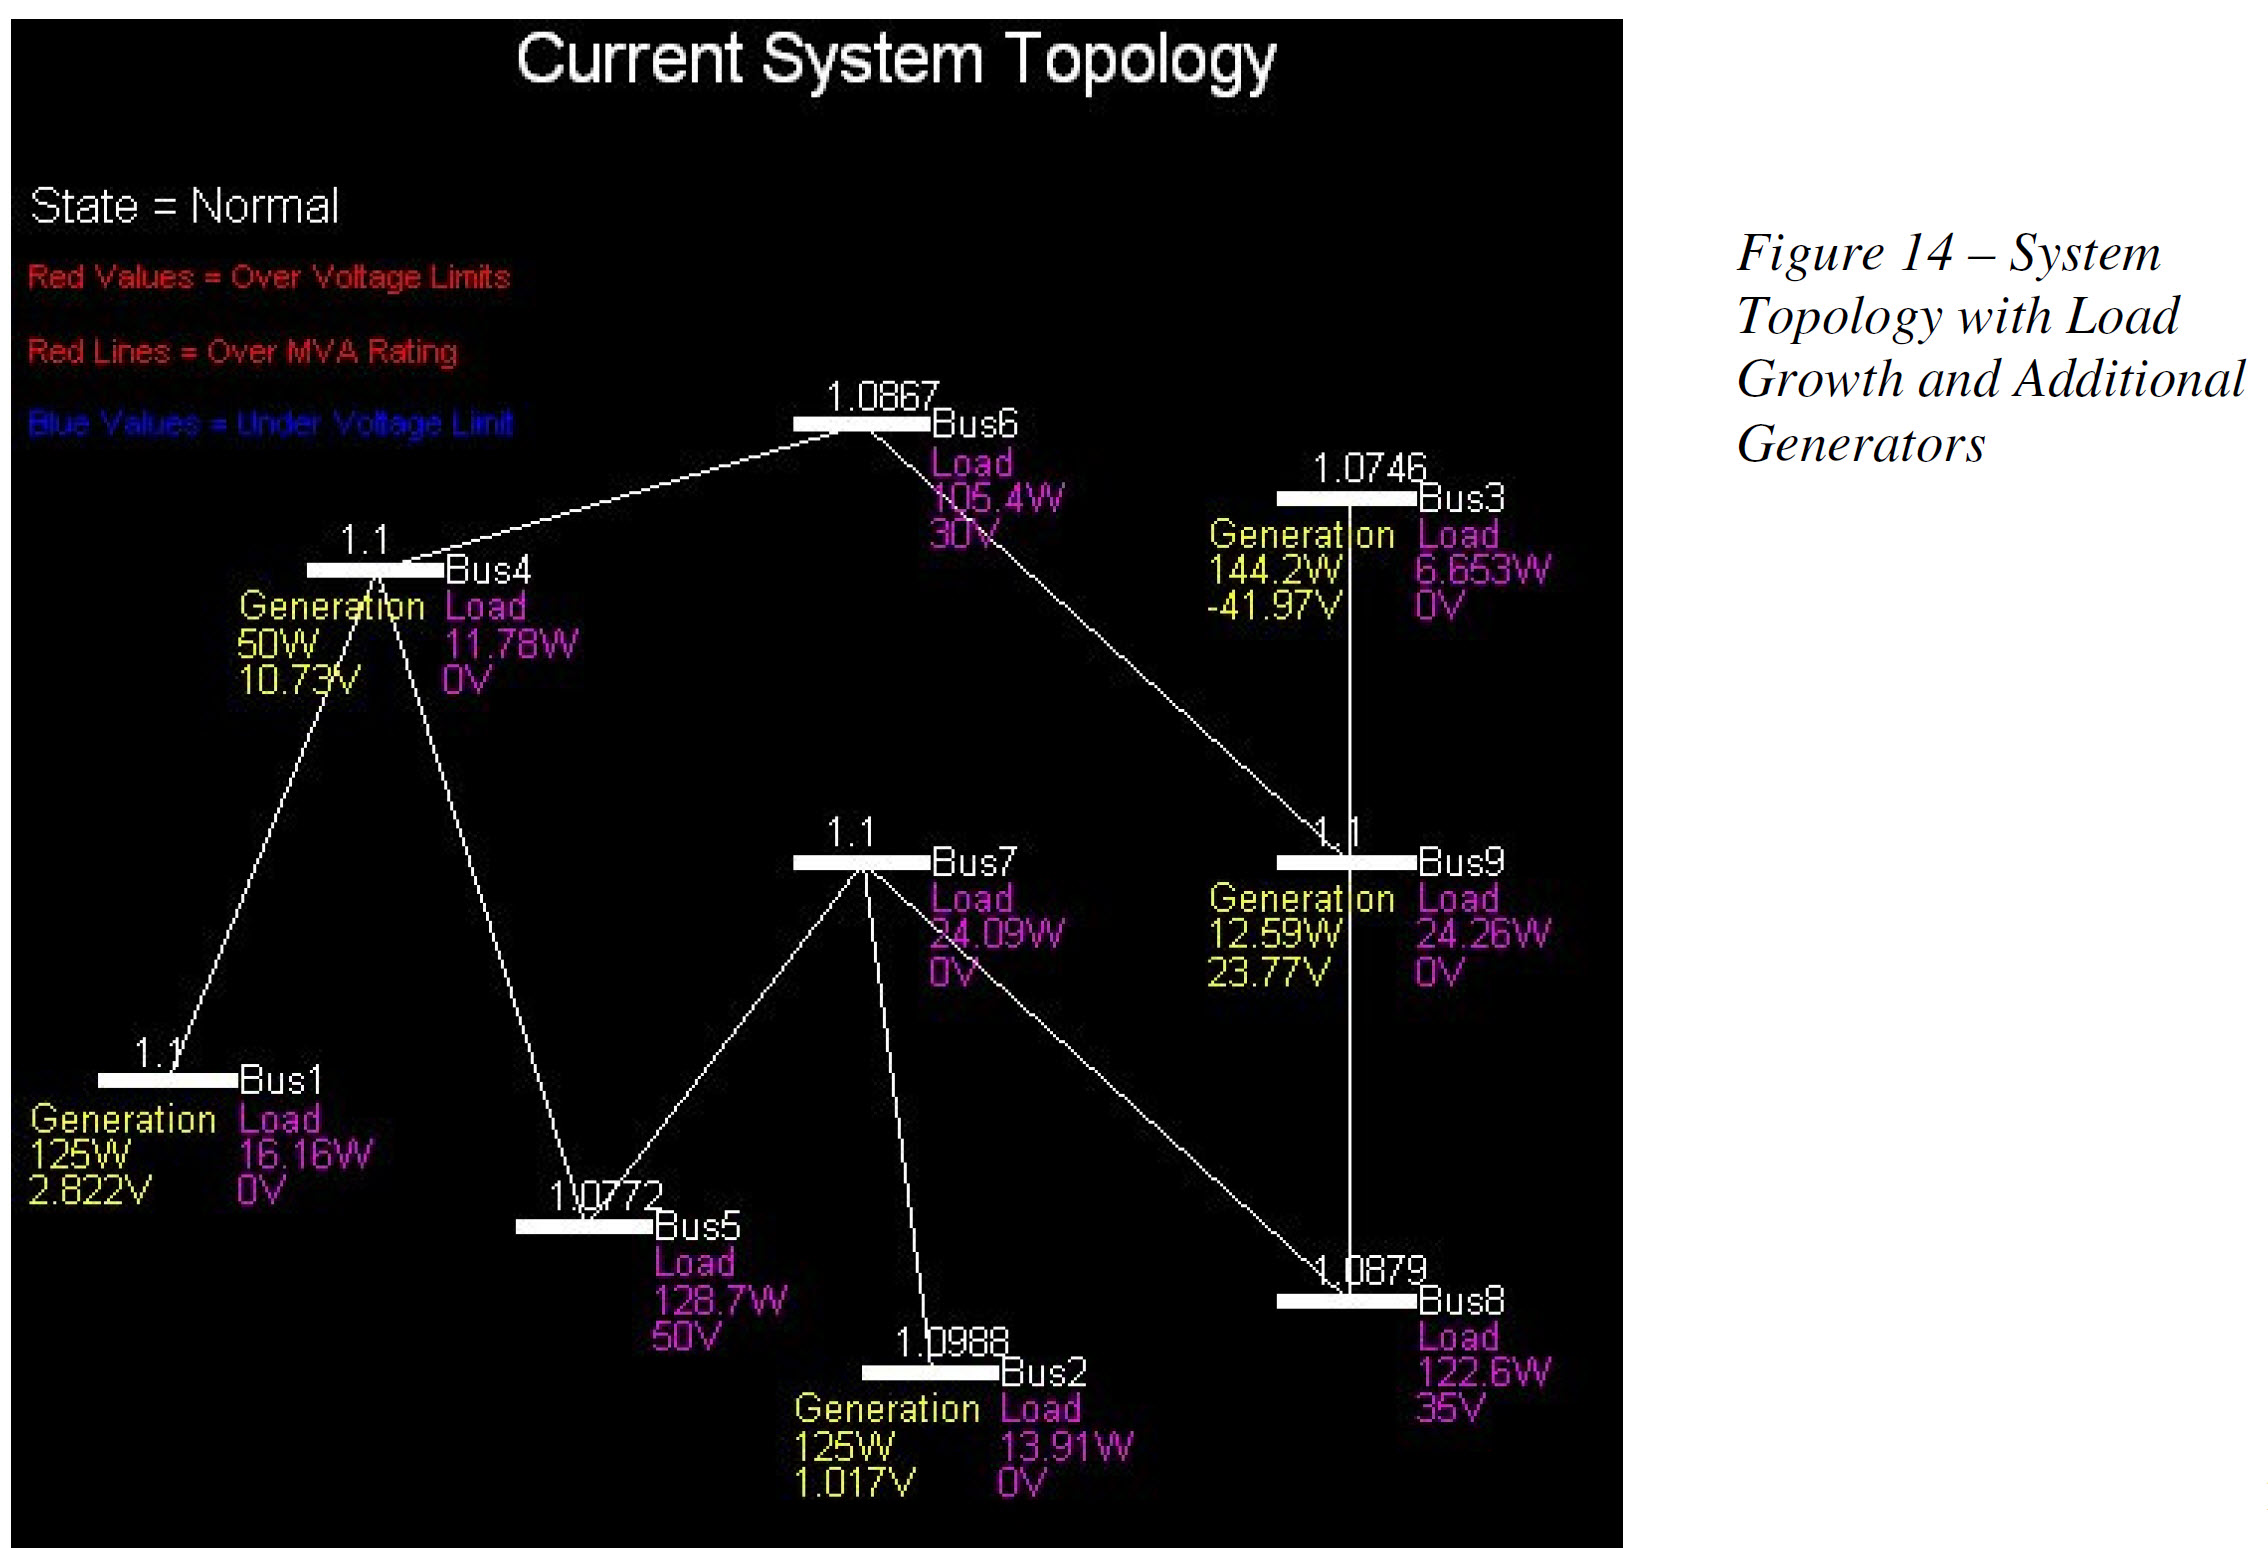 Current System Topology
State = Normal
Red Values = Over Voltage Limits
Red Lines = Over MVA Rating
Blue Values = Under Voltage Limit
1.0867
Bus6
Load
105.4W
30V
1.0746
Bus3
Generation
144.2W
-41.97V
Load
6.653W
0V
1.1
Bus4
Generation
50W
10.73V
Load
11.78W
0V
1.1
Bus7
Load
24.09W
0V
1.1
Bus9
Generation
12.59W
23.77V
Load
24.26W
0V
1.1
Bus1
Generation
125W
2.822V
Load
16.16W
0V
1.0772
Bus5
Load
128.7W
50V
1.0988
Bus2
Generation
125W
1.017V
Load
13.91W
0V
1.0879
Bus8
Load
122.6W
35V
Figure 14 – System
Topology with Load
Growth and Additional
Generators